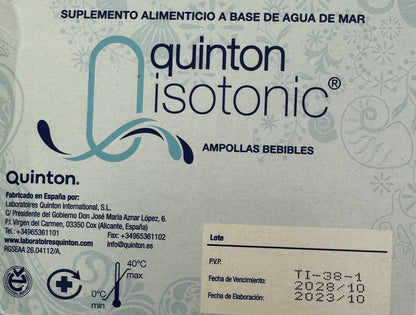 SUPLEMENTO ALIMENTICIO A BASE DE AGUA DE MAR
quinton
isotonic®
AMPOLLAS BEBIBLES
Quinton.
Fabricado en España por:
Laboratoires Quinton International, S.L.
C/ Presidente del Gobierno Don José María Aznar López, 6.
P.I. Virgen del Carmen, 03350 Cox (Alicante, España)
Tel.: +34965361101 Fax: +34965361102
www.laboratoiresquinton.com info@quinton.es
RGSEAA 26.04112/A.
40°C
max
0°C
min
Lote
P.V.P.
TI-38-1
Fecha de Vencimiento: 2028/10
Fecha de Elaboración: 2023/10